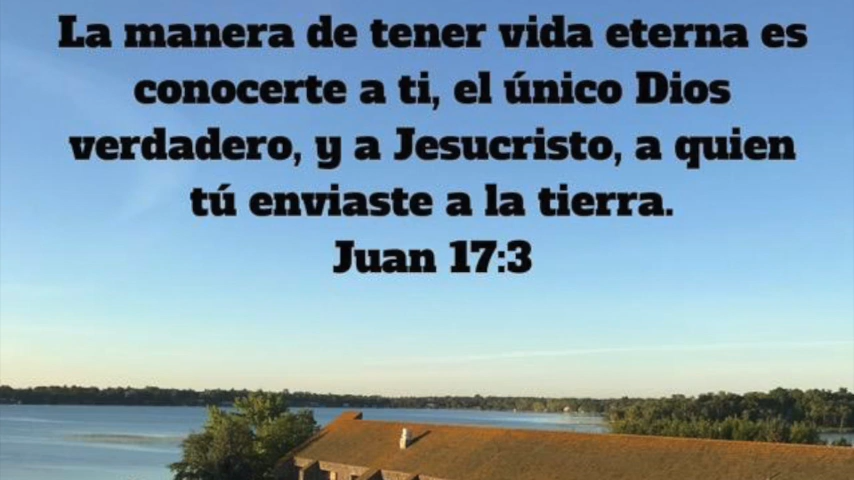 La manera de tener vida eterna es
conocerte a ti, el único Dios
verdadero, y a Jesucristo, a quien
tú enviaste a la tierra.
Juan 17:3